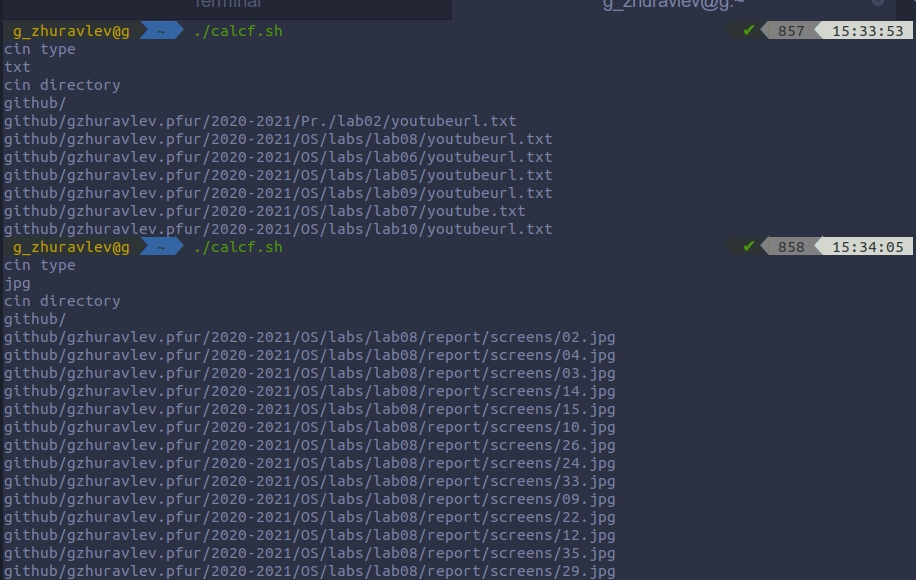 Terminal g_zhuravlev@g:~
g_zhuravlev@g ~ ./calcf.sh ✔ 857 15:33:53
cin type
txt
cin directory
github/
github/gzhuravlev.pfur/2020-2021/Pr./lab02/youtubeurl.txt
github/gzhuravlev.pfur/2020-2021/OS/labs/lab08/youtubeurl.txt
github/gzhuravlev.pfur/2020-2021/OS/labs/lab06/youtubeurl.txt
github/gzhuravlev.pfur/2020-2021/OS/labs/lab05/youtubeurl.txt
github/gzhuravlev.pfur/2020-2021/OS/labs/lab09/youtubeurl.txt
github/gzhuravlev.pfur/2020-2021/OS/labs/lab07/youtube.txt
github/gzhuravlev.pfur/2020-2021/OS/labs/lab10/youtubeurl.txt
g_zhuravlev@g ~ ./calcf.sh ✔ 858 15:34:05
cin type
jpg
cin directory
github/
github/gzhuravlev.pfur/2020-2021/OS/labs/lab08/report/screens/02.jpg
github/gzhuravlev.pfur/2020-2021/OS/labs/lab08/report/screens/04.jpg
github/gzhuravlev.pfur/2020-2021/OS/labs/lab08/report/screens/03.jpg
github/gzhuravlev.pfur/2020-2021/OS/labs/lab08/report/screens/14.jpg
github/gzhuravlev.pfur/2020-2021/OS/labs/lab08/report/screens/15.jpg
github/gzhuravlev.pfur/2020-2021/OS/labs/lab08/report/screens/10.jpg
github/gzhuravlev.pfur/2020-2021/OS/labs/lab08/report/screens/26.jpg
github/gzhuravlev.pfur/2020-2021/OS/labs/lab08/report/screens/24.jpg
github/gzhuravlev.pfur/2020-2021/OS/labs/lab08/report/screens/33.jpg
github/gzhuravlev.pfur/2020-2021/OS/labs/lab08/report/screens/09.jpg
github/gzhuravlev.pfur/2020-2021/OS/labs/lab08/report/screens/22.jpg
github/gzhuravlev.pfur/2020-2021/OS/labs/lab08/report/screens/12.jpg
github/gzhuravlev.pfur/2020-2021/OS/labs/lab08/report/screens/35.jpg
github/gzhuravlev.pfur/2020-2021/OS/labs/lab08/report/screens/29.jpg